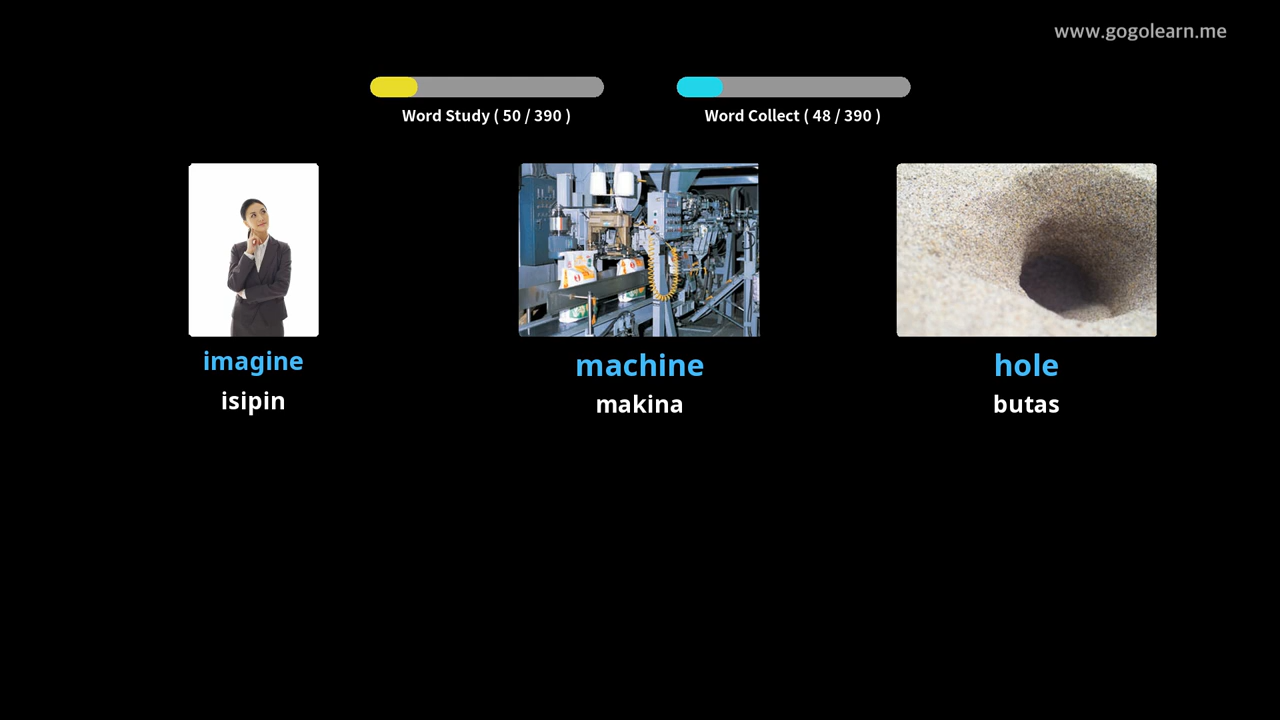 www.gogolearn.me
Word Study ( 50 / 390 )
Word Collect ( 48 / 390 )
imagine
isipin
machine
makina
hole
butas